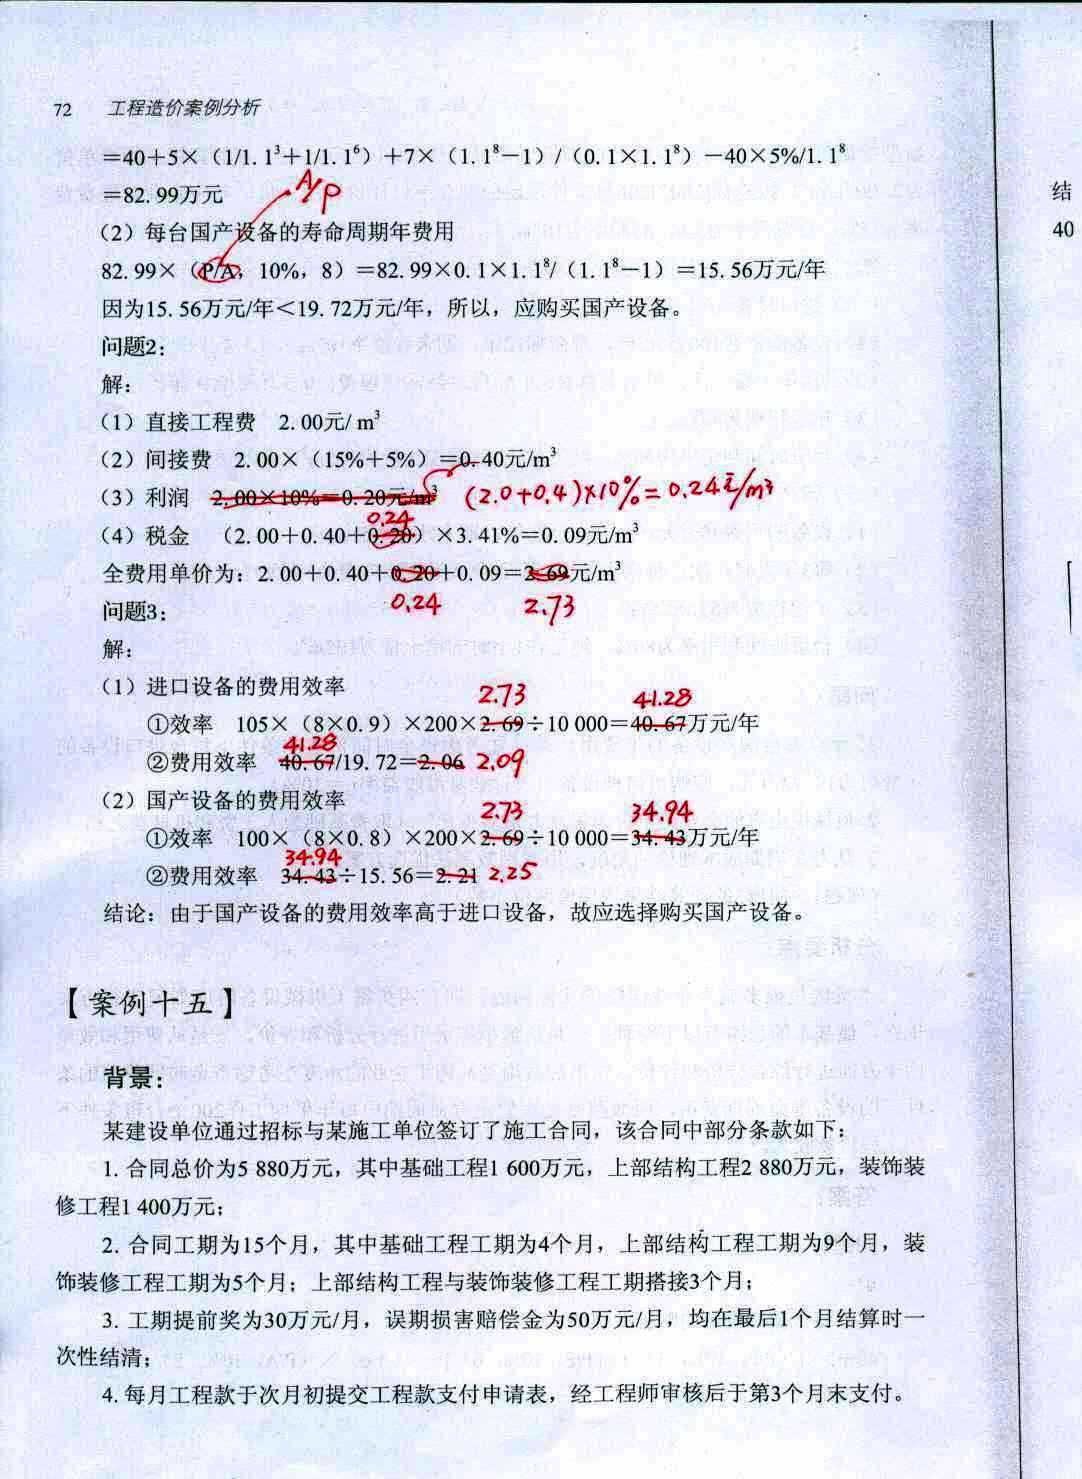 72 工程造价案例分析
=40+5×(1/1.1³+1/1.1⁶)+7×(1.1⁸-1)/(0.1×1.1⁸)-40×5%/1.1⁸
=82.99万元
A/P
(2)每台国产设备的寿命周期年费用
82.99×(P/A,10%,8)=82.99×0.1×1.1⁸/(1.1⁸-1)=15.56万元/年
因为15.56万元/年<19.72万元/年,所以,应购买国产设备。
问题2:
解:
(1)直接工程费 2.00元/m³
(2)间接费 2.00×(15%+5%)=0.40元/m³
(3)利润 2.00×10%=0.20元/m³ (2.0+0.4)×10%=0.24元/m³
0.24
(4)税金 (2.00+0.40+0.20)×3.41%=0.09元/m³
全费用单价为:2.00+0.40+0.20+0.09=2.69元/m³
0.24 2.73
问题3:
解:
(1)进口设备的费用效率
2.73 41.28
①效率 105×(8×0.9)×200×2.69÷10 000=40.67万元/年
41.28
②费用效率 40.67/19.72=2.06 2.09
(2)国产设备的费用效率
2.73 34.94
①效率 100×(8×0.8)×200×2.69÷10 000=34.43万元/年
34.94
②费用效率 34.43÷15.56=2.21 2.25
结论:由于国产设备的费用效率高于进口设备,故应选择购买国产设备。
【案例十五】
背景:
某建设单位通过招标与某施工单位签订了施工合同,该合同中部分条款如下:
1. 合同总价为5 880万元,其中基础工程1 600万元,上部结构工程2 880万元,装饰装
修工程1 400万元;
2. 合同工期为15个月,其中基础工程工期为4个月,上部结构工程工期为9个月,装
饰装修工程工期为5个月;上部结构工程与装饰装修工程工期搭接3个月;
3. 工期提前奖为30万元/月,误期损害赔偿金为50万元/月,均在最后1个月结算时一
次性结清;
4. 每月工程款于次月初提交工程款支付申请表,经工程师审核后于第3个月末支付。
结
40